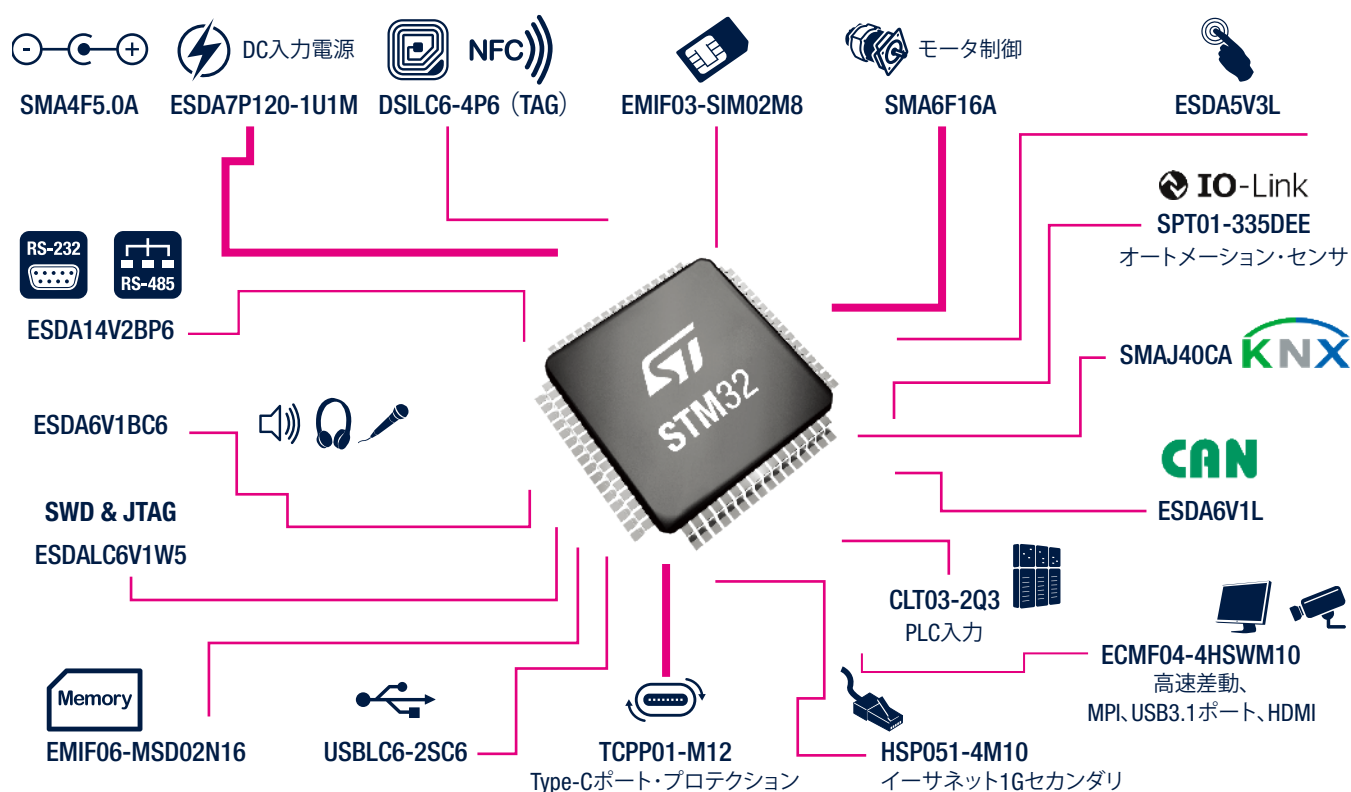 DC入力電源
NFC
モータ制御
SMA4F5.0A
ESDA7P120-1U1M
DSILC6-4P6（TAG）
EMIF03-SIM02M8
SMA6F16A
ESDA5V3L
IO-Link
SPT01-335DEE
オートメーション・センサ
RS-232
RS-485
ESDA14V2BP6
SMAJ40CA
KNX
ST
STM32
ESDA6V1BC6
CAN
ESDA6V1L
SWD & JTAG
ESDALC6V1W5
CLT03-2Q3
PLC入力
ECMF04-4HSWM10
高速差動、
MPI、USB3.1ポート、HDMI
Memory
EMIF06-MSD02N16
USBLC6-2SC6
TCPP01-M12
Type-Cポート・プロテクション
HSP051-4M10
イーサネット1Gセカンダリ